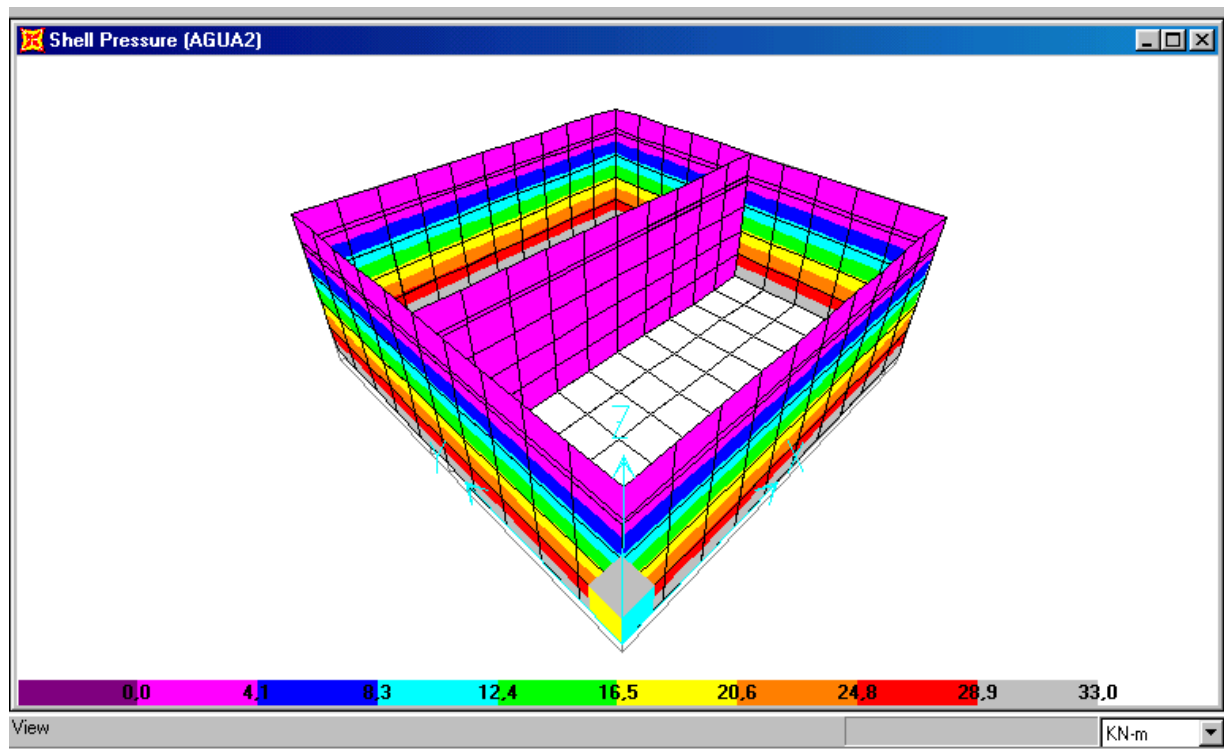 Shell Pressure (AGUA2)
Z
Y X
0,0 4,1 8,3 12,4 16,5 20,6 24,8 28,9 33,0
View
KN-m